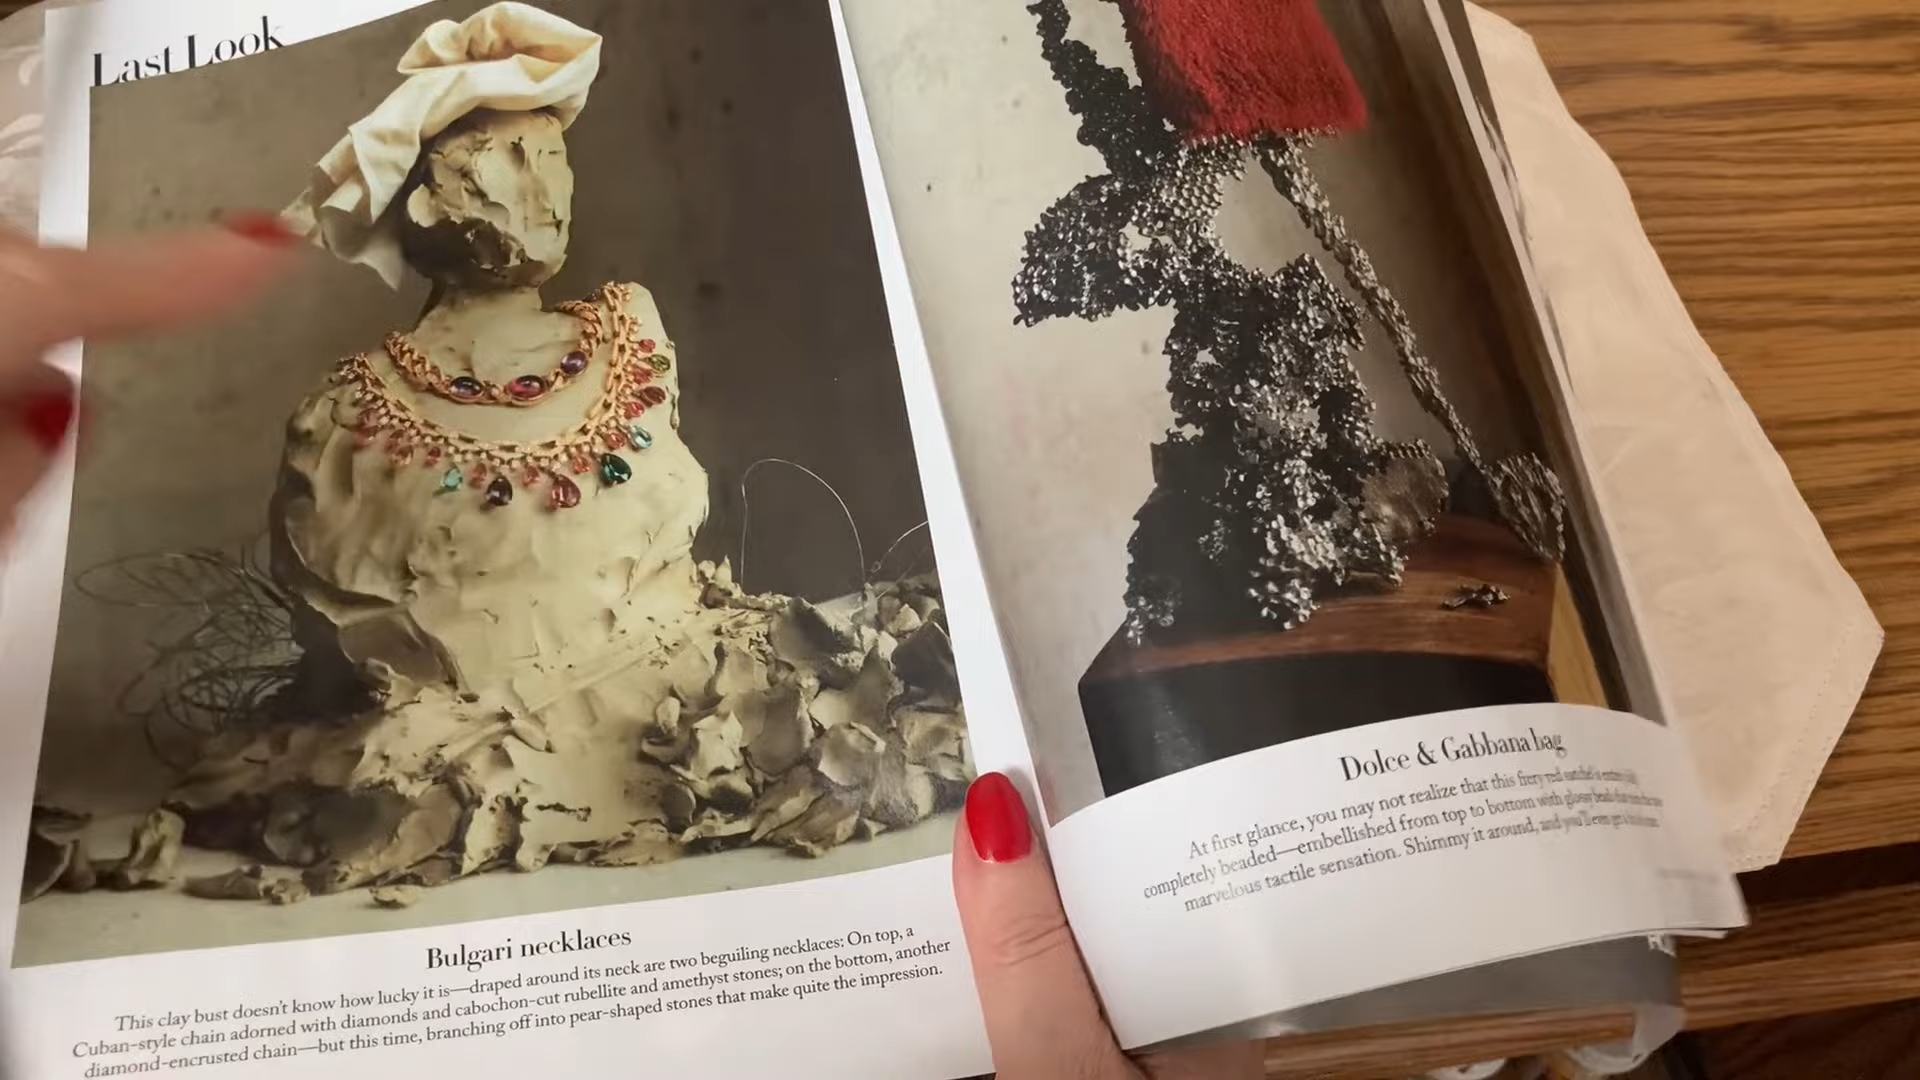 Last Look
Bulgari necklaces
This clay bust doesn't know how lucky it is—draped around its neck are two beguiling necklaces: On top, a
Cuban-style chain adorned with diamonds and cabochon-cut rubellite and amethyst stones; on the bottom, another
diamond-encrusted chain—but this time, branching off into pear-shaped stones that make quite the impression.
Dolce & Gabbana bag
At first glance, you may not realize that this fiery red satchel is
completely beaded—embellished from top to bottom with glossy beads
marvelous tactile sensation. Shimmy it around, and you'll even get